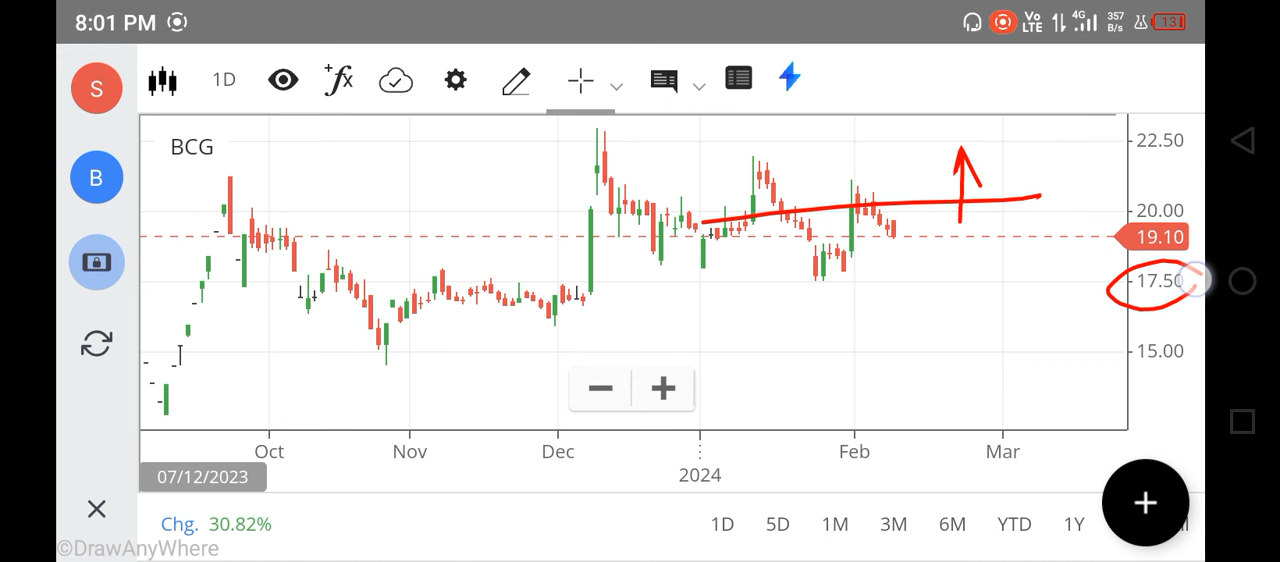 8:01 PM Vo LTE 4G 357 B/s 13
S 1D +fx
BCG
B
22.50
20.00
19.10
17.50
15.00
Oct Nov Dec Feb Mar
2024
07/12/2023
Chg. 30.82% 1D 5D 1M 3M 6M YTD 1Y
©DrawAnyWhere